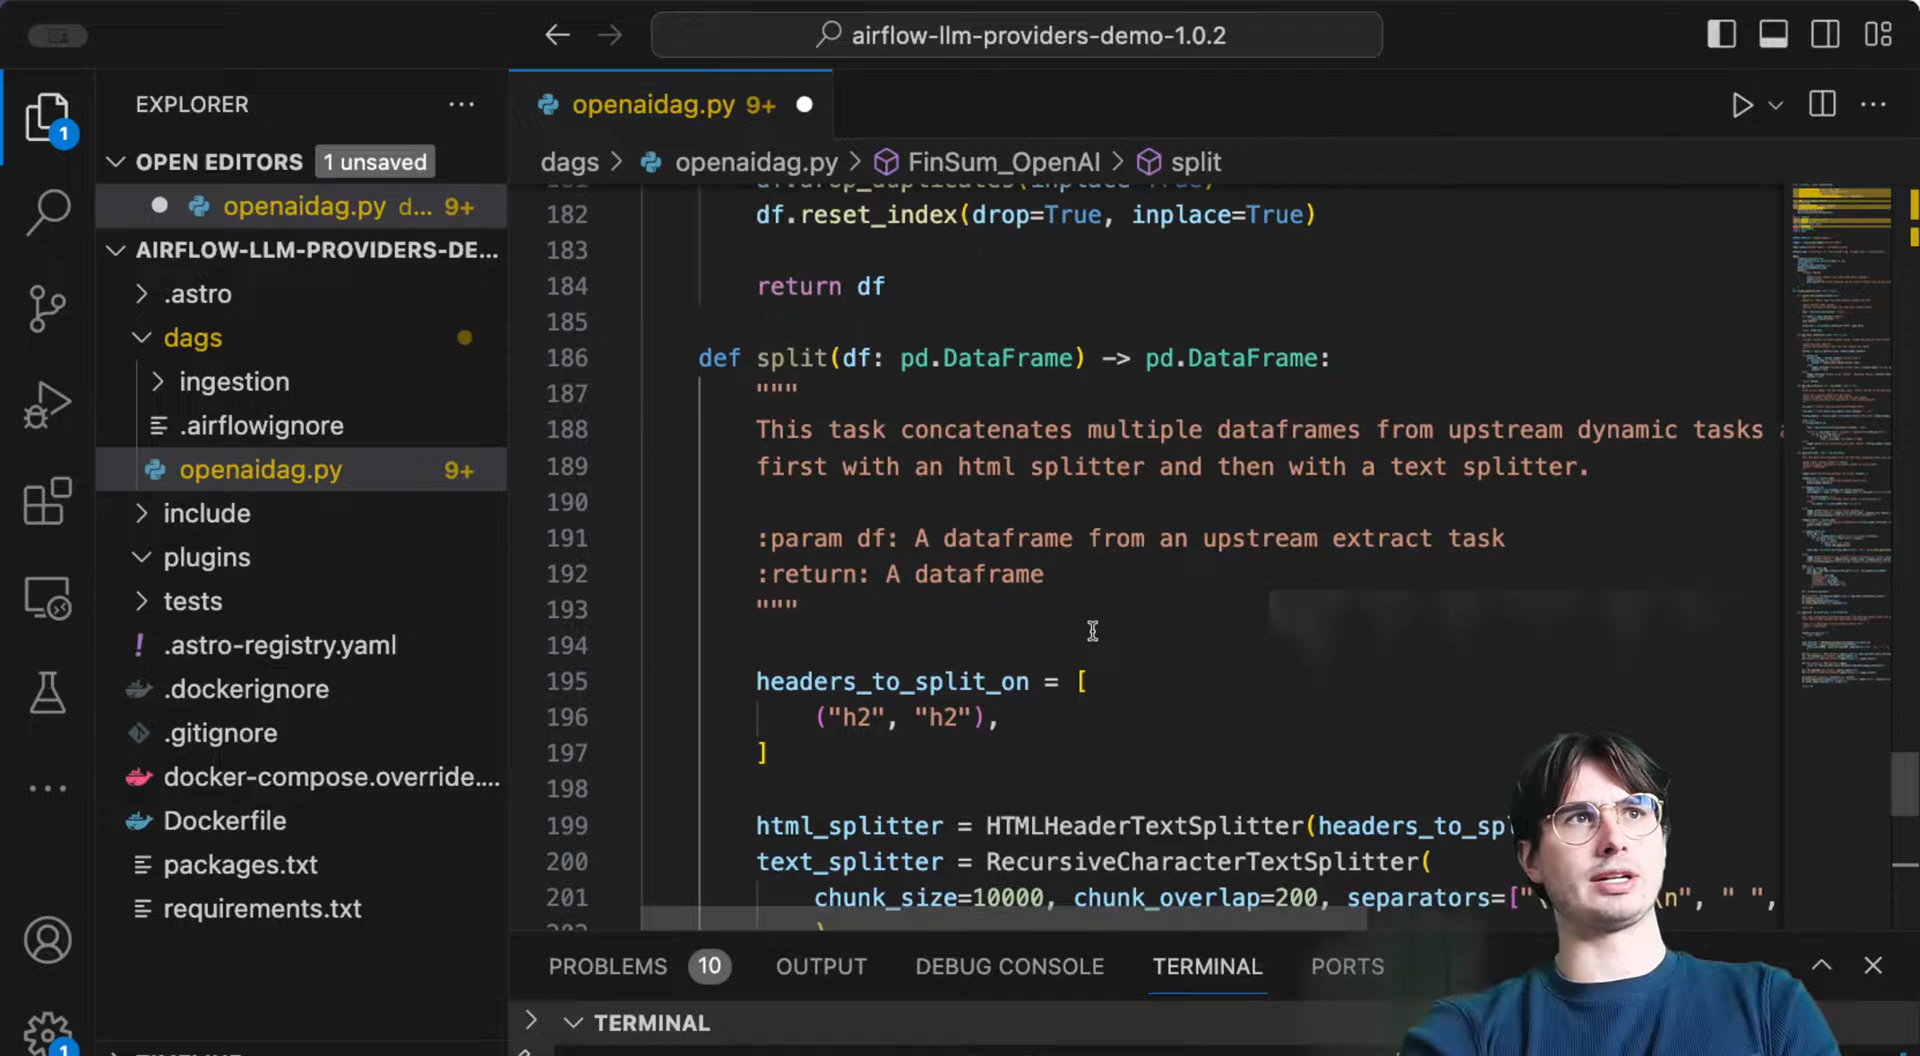 airflow-llm-providers-demo-1.0.2
EXPLORER
OPEN EDITORS 1 unsaved
openaidag.py d... 9+
AIRFLOW-LLM-PROVIDERS-DE...
.astro
dags
ingestion
.airflowignore
openaidag.py 9+
include
plugins
tests
.astro-registry.yaml
.dockerignore
.gitignore
docker-compose.override....
Dockerfile
packages.txt
requirements.txt
1
1
openaidag.py 9+
dags > openaidag.py > FinSum_OpenAI > split
182 df.reset_index(drop=True, inplace=True)
183
184 return df
185
186 def split(df: pd.DataFrame) -> pd.DataFrame:
187 """
188 This task concatenates multiple dataframes from upstream dynamic tasks
189 first with an html splitter and then with a text splitter.
190
191 :param df: A dataframe from an upstream extract task
192 :return: A dataframe
193 """
194
195 headers_to_split_on = [
196 ("h2", "h2"),
197 ]
198
199 html_splitter = HTMLHeaderTextSplitter(headers_to_sp
200 text_splitter = RecursiveCharacterTextSplitter(
201 chunk_size=10000, chunk_overlap=200, separators=["\ \n", " ",
PROBLEMS 10 OUTPUT DEBUG CONSOLE TERMINAL PORTS
TERMINAL